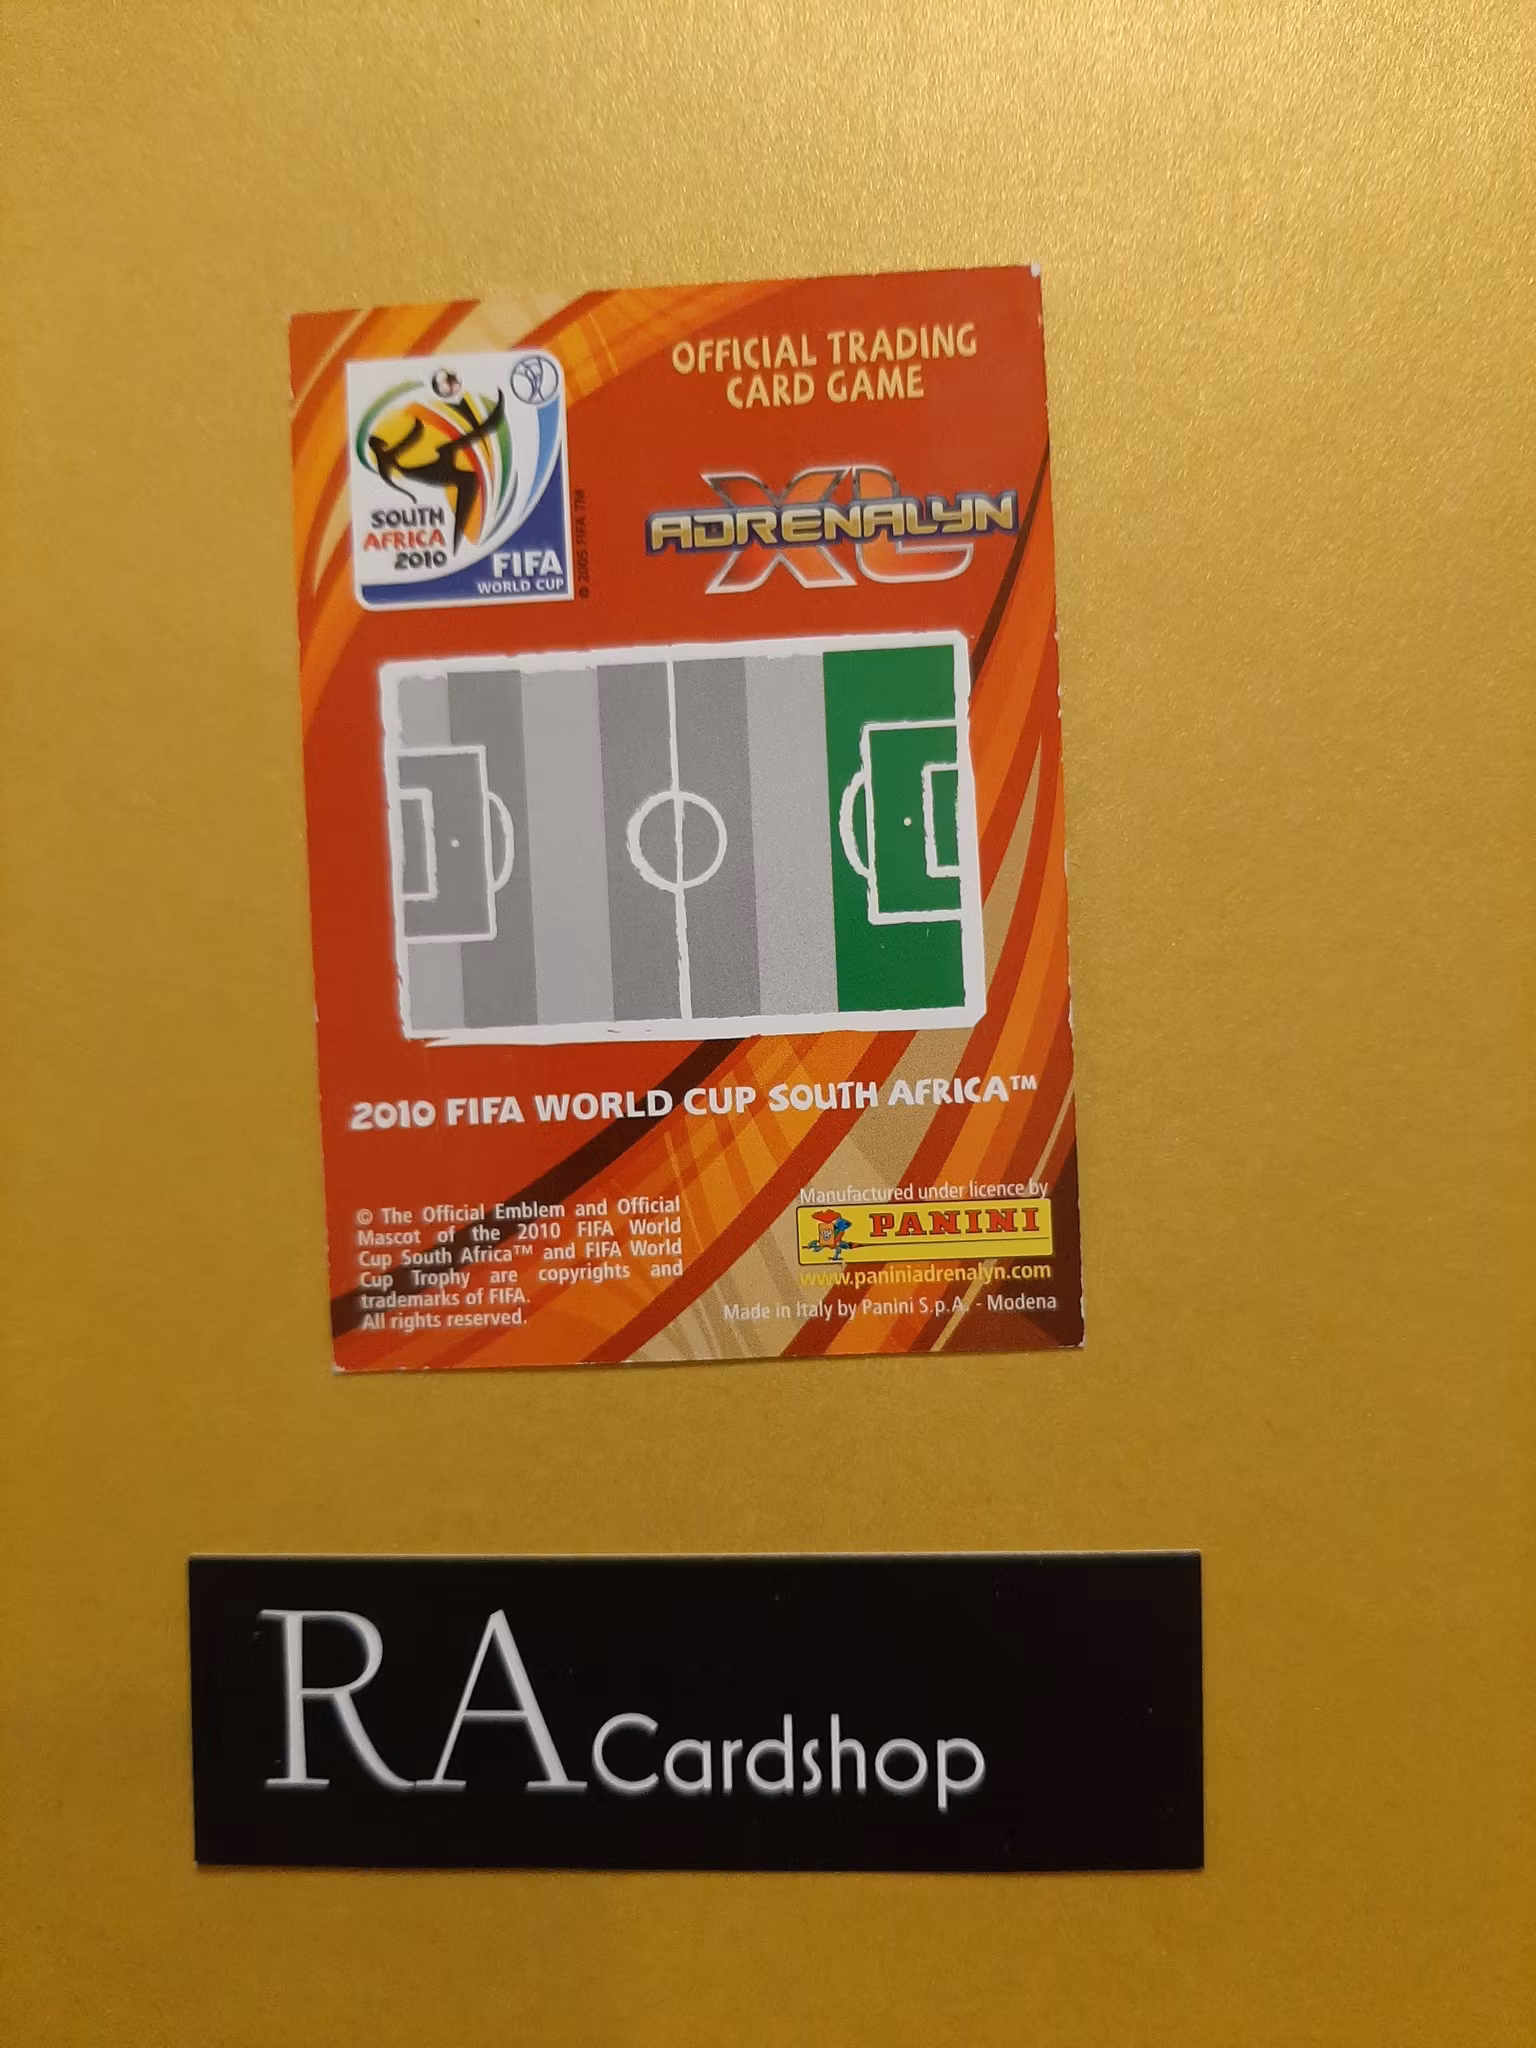 OFFICIAL TRADING
CARD GAME
SOUTH
AFRICA
2010
FIFA
WORLD CUP
© 2005 FIFA TM
ADRENALYN
XL
2010 FIFA WORLD CUP SOUTH AFRICA™
© The Official Emblem and Official
Mascot of the 2010 FIFA World
Cup South Africa™ and FIFA World
Cup Trophy are copyrights and
trademarks of FIFA.
All rights reserved.
Manufactured under licence by
PANINI
www.paniniadrenalyn.com
Made in Italy by Panini S.p.A. - Modena
RA Cardshop